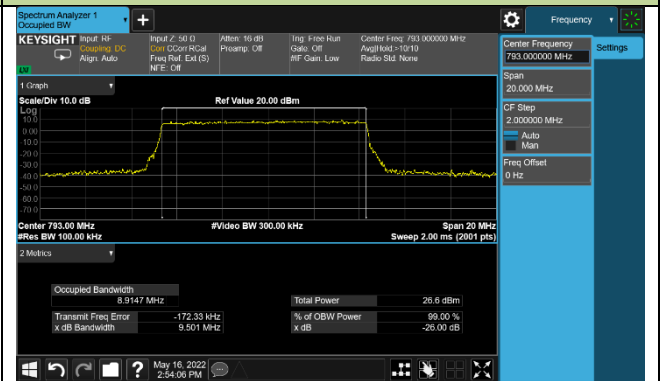 Spectrum Analyzer 1
Occupied BW
Frequency
KEYSIGHT
Input: RF
Coupling: DC
Align: Auto
Input Z: 50 Ω
Corr CCorr RCal
Freq Ref: Ext (S)
NFE: Off
Atten: 16 dB
Preamp: Off
Trig: Free Run
Gate: Off
#IF Gain: Low
Center Freq: 793.000000 MHz
Avg|Hold:>10/10
Radio Std: None
Center Frequency
793.000000 MHz
Settings
Span
20.000 MHz
CF Step
2.000000 MHz
Auto
Man
Freq Offset
0 Hz
1 Graph
Scale/Div 10.0 dB
Ref Value 20.00 dBm
Log
10.0
0.00
-10.0
-20.0
-30.0
-40.0
-50.0
-60.0
-70.0
Center 793.00 MHz
#Video BW 300.00 kHz
Span 20 MHz
#Res BW 100.00 kHz
Sweep 2.00 ms (2001 pts)
2 Metrics
Occupied Bandwidth
8.9147 MHz
Total Power
26.6 dBm
Transmit Freq Error
-172.33 kHz
% of OBW Power
99.00 %
x dB Bandwidth
9.501 MHz
x dB
-26.00 dB
May 16, 2022
2:54:06 PM